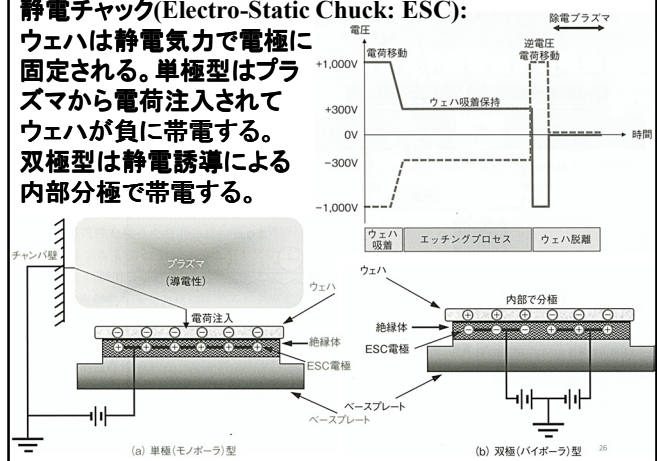 静電チャック(Electro-Static Chuck: ESC):
ウェハは静電気力で電極に
固定される。単極型はプラ
ズマから電荷注入されて
ウェハが負に帯電する。
双極型は静電誘導による
内部分極で帯電する。
除電プラズマ
電圧
電荷移動
逆電圧
電荷移動
+1,000V
+300V
ウェハ吸着保持
0V
時間
−300V
−1,000V
ウェハ
吸着
エッチングプロセス
ウェハ脱離
チャンバ壁
プラズマ
(導電性)
電荷注入
ウェハ
絶縁体
ESC電極
ベースプレート
(a) 単極(モノポーラ)型
ウェハ
内部で分極
絶縁体
ESC電極
ベースプレート
(b) 双極(バイポーラ)型
26